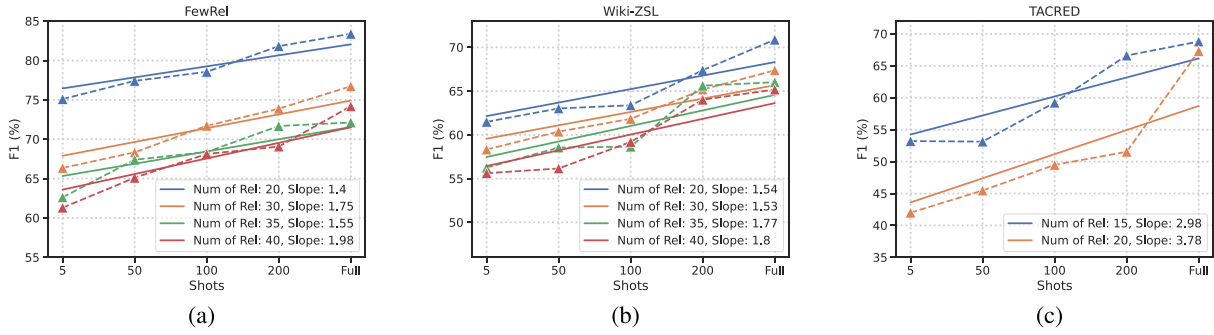 FewRel
85
80
75
70
65
60
55
F1 (%)
5 50 100 200 Full
Shots
Num of Rel: 20, Slope: 1.4
Num of Rel: 30, Slope: 1.75
Num of Rel: 35, Slope: 1.55
Num of Rel: 40, Slope: 1.98
(a)
Wiki-ZSL
70
65
60
55
50
F1 (%)
5 50 100 200 Full
Shots
Num of Rel: 20, Slope: 1.54
Num of Rel: 30, Slope: 1.53
Num of Rel: 35, Slope: 1.77
Num of Rel: 40, Slope: 1.8
(b)
TACRED
70
65
60
55
50
45
40
35
F1 (%)
5 50 100 200 Full
Shots
Num of Rel: 15, Slope: 2.98
Num of Rel: 20, Slope: 3.78
(c)